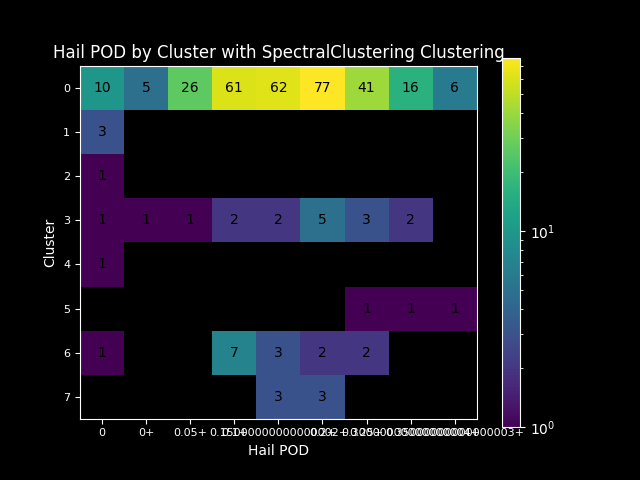 Hail POD by Cluster with SpectralClustering Clustering
0 10 5 26 61 62 77 41 16 6
1 3
2 1
3 1 1 1 2 2 5 3 2
4 1
5 1 1 1
6 1 7 3 2 2
7 3 3
10¹
10⁰
Cluster
0 0+ 0.05+
Hail POD